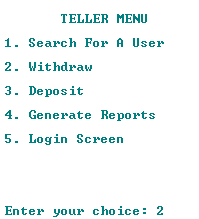 TELLER MENU
1. Search For A User
2. Withdraw
3. Deposit
4. Generate Reports
5. Login Screen
Enter your choice: 2